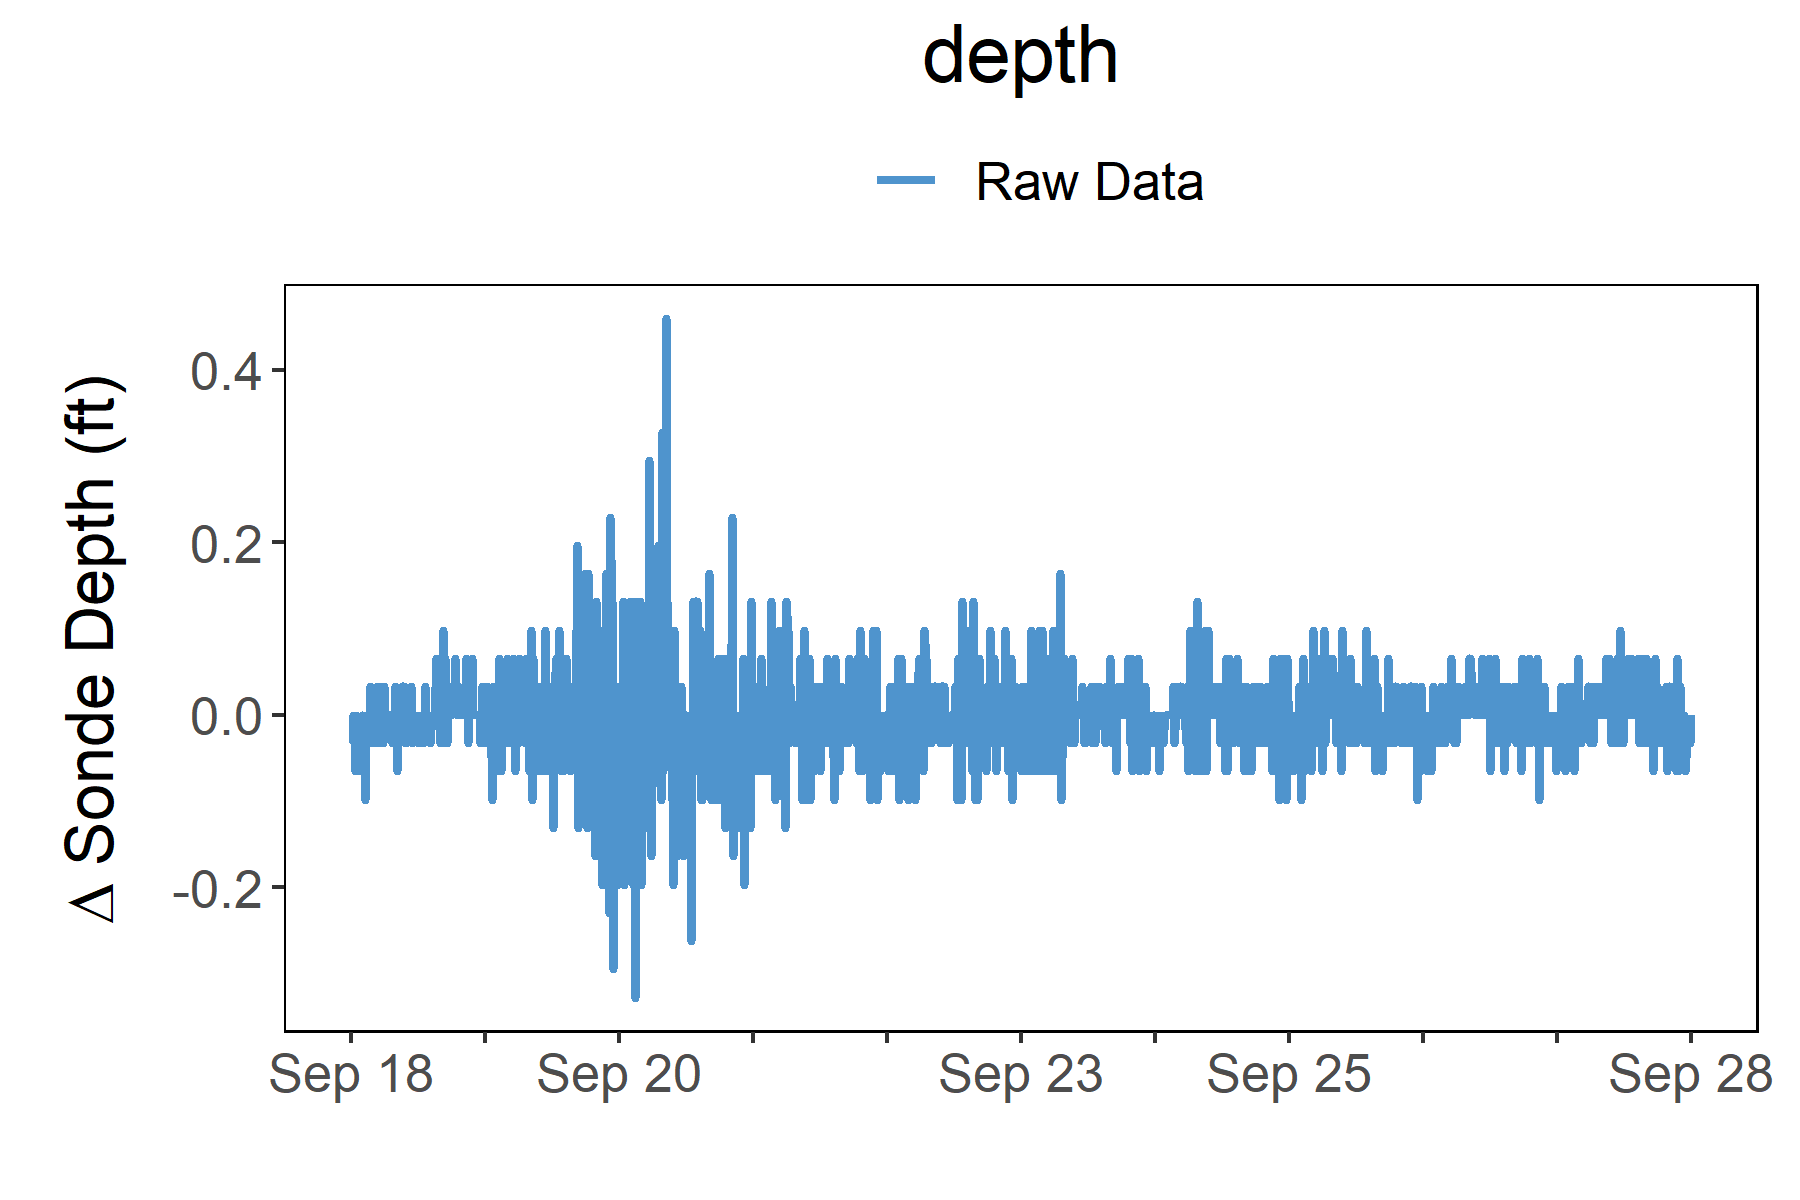 depth
Raw Data
Δ Sonde Depth (ft)
0.4
0.2
0.0
-0.2
Sep 18 Sep 20 Sep 23 Sep 25 Sep 28